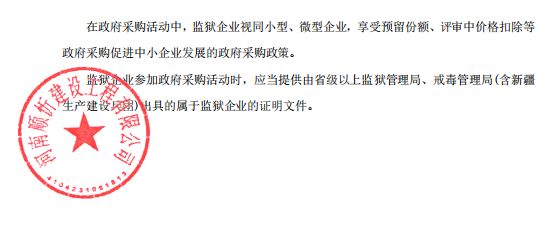 在政府采购活动中，监狱企业视同小型、微型企业，享受预留份额、评审中价格扣除等
政府采购促进中小企业发展的政府采购政策。
监狱企业参加政府采购活动时，应当提供由省级以上监狱管理局、戒毒管理局(含新疆
生产建设兵团)出具的属于监狱企业的证明文件。
河南顺侨建设工程有限公司
4104231081813